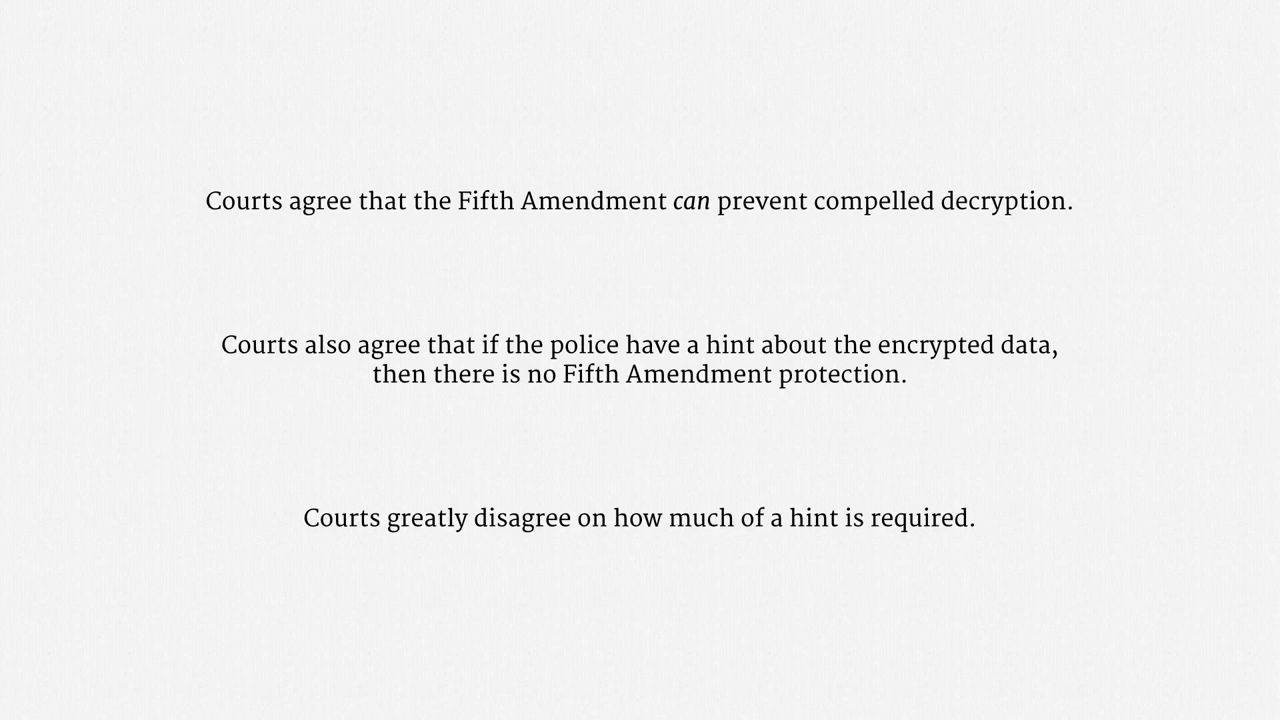 Courts agree that the Fifth Amendment can prevent compelled decryption.
Courts also agree that if the police have a hint about the encrypted data,
then there is no Fifth Amendment protection.
Courts greatly disagree on how much of a hint is required.